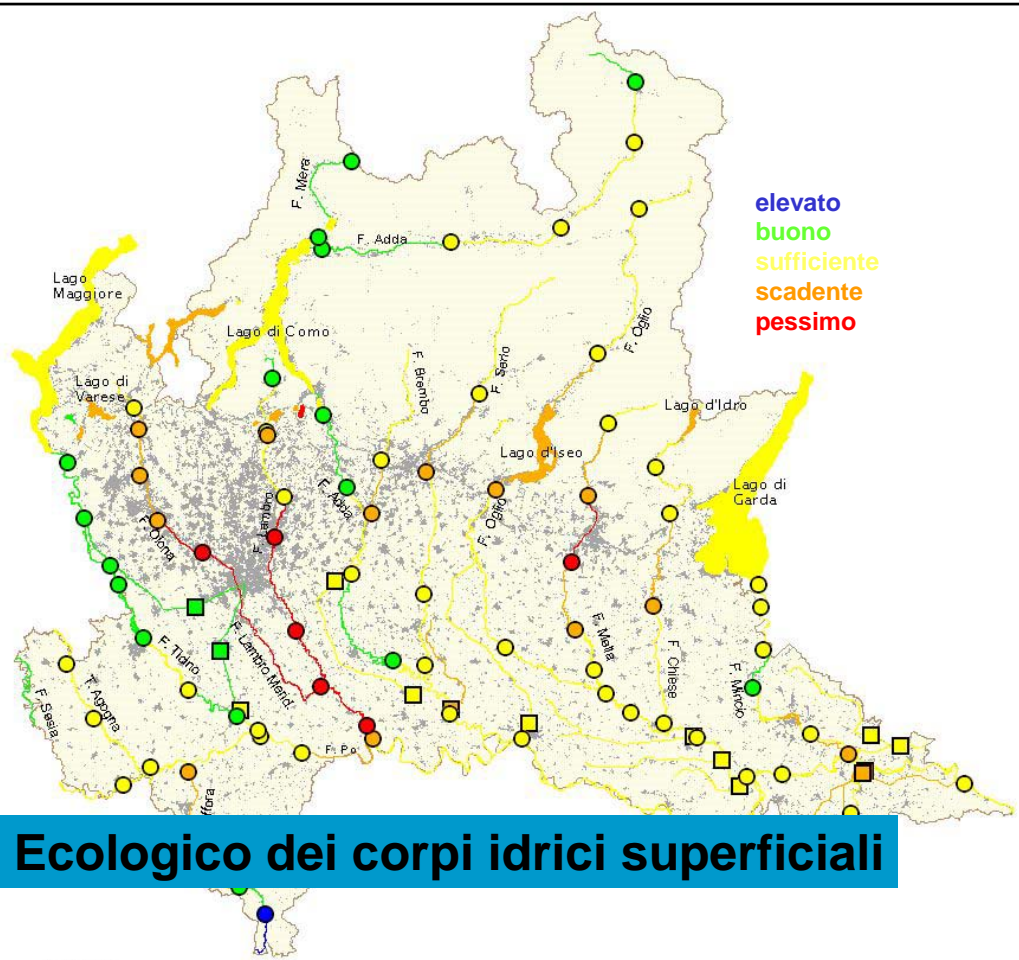 F. Mera
F. Adda
Lago
Maggiore
Lago di Como
elevato
buono
sufficiente
scadente
pessimo
F. Oglio
F. Serio
F. Brembo
Lago di
Varese
Lago d'Idro
Lago d'Iseo
Lago di
Garda
F. Adda
F. Lambro
F. Olona
F. Oglio
F. Lambro Merid.
F. Ticino
F. Mella
F. Chiese
F. Mincio
F. Sesia
T. Agogna
F. Po
ffora
Ecologico dei corpi idrici superficiali